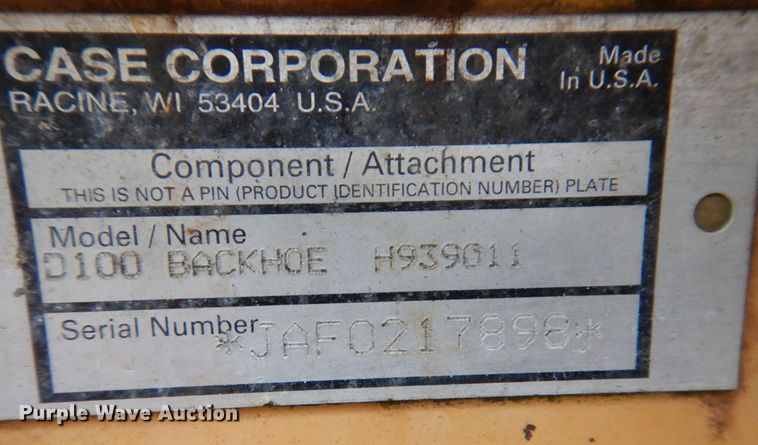 CASE CORPORATION
Made
In U.S.A.
RACINE, WI 53404 U.S.A.
Component / Attachment
THIS IS NOT A PIN (PRODUCT IDENTIFICATION NUMBER) PLATE
Model / Name
D100 BACKHOE H939011
Serial Number
*JAF0217898*
Purple Wave Auction